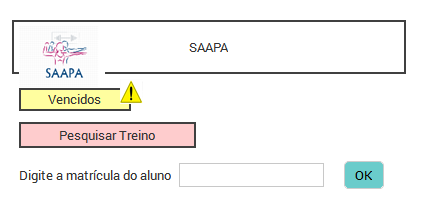 SAAPA
SAAPA
Vencidos
!
Pesquisar Treino
Digite a matrícula do aluno OK